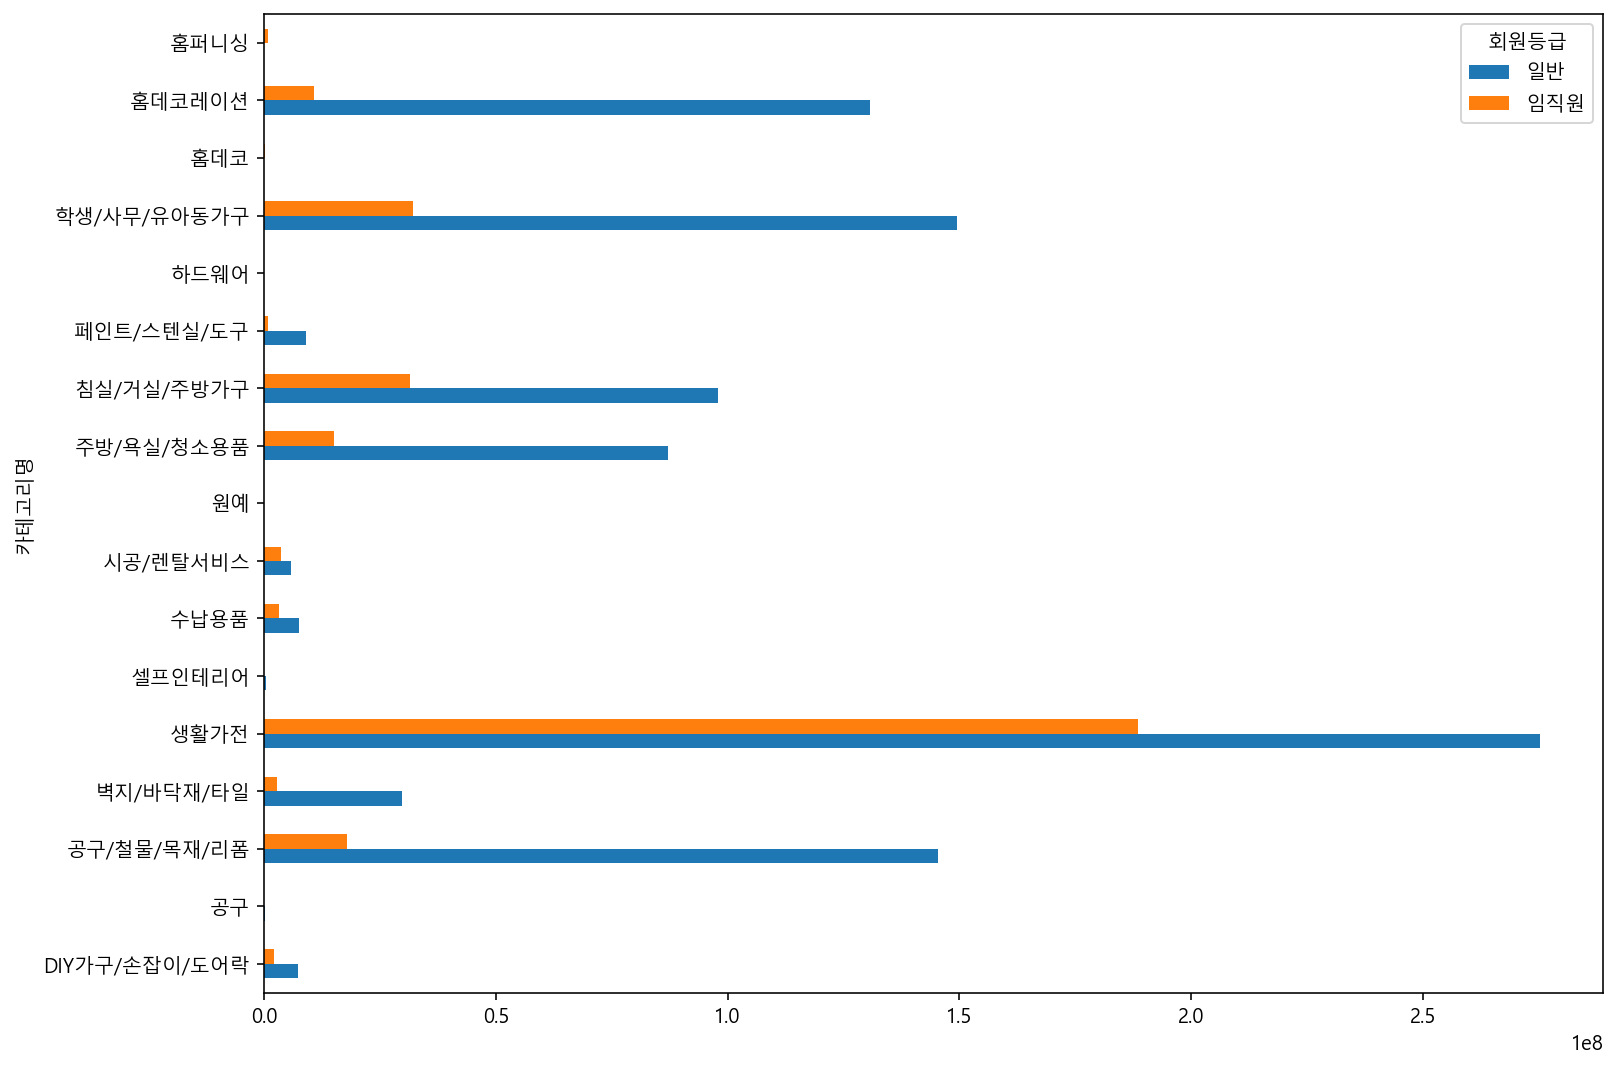 회원등급
일반
임직원
카테고리명
홈퍼니싱
홈데코레이션
홈데코
학생/사무/유아동가구
하드웨어
페인트/스텐실/도구
침실/거실/주방가구
주방/욕실/청소용품
원예
시공/렌탈서비스
수납용품
셀프인테리어
생활가전
벽지/바닥재/타일
공구/철물/목재/리폼
공구
DIY가구/손잡이/도어락
0.0 0.5 1.0 1.5 2.0 2.5
1e8